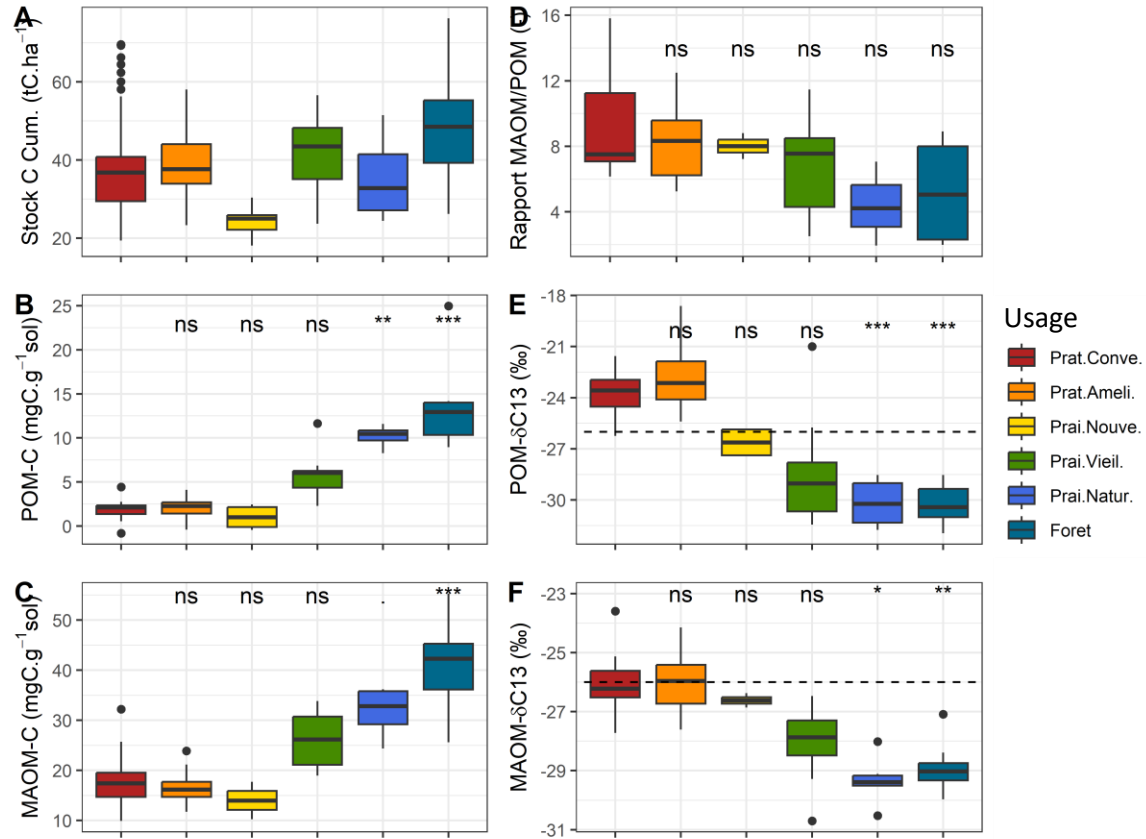 A
Stock C Cum. (tC.ha⁻¹)
60
40
20
B
POM-C (mgC.g⁻¹sol)
25
20
15
10
5
0
ns
ns
ns
**
***
C
MAOM-C (mgC.g⁻¹sol)
50
40
30
20
10
ns
ns
ns
.
***
D
Rapport MAOM/POM (
16
12
8
4
ns
ns
ns
ns
ns
E
POM-δC13 (‰)
-18
-21
-24
-27
-30
ns
ns
ns
***
***
F
MAOM-δC13 (‰)
-23
-25
-27
-29
-31
ns
ns
ns
*
**
Usage
Prat.Conve.
Prat.Ameli.
Prai.Nouve.
Prai.Vieil.
Prai.Natur.
Foret